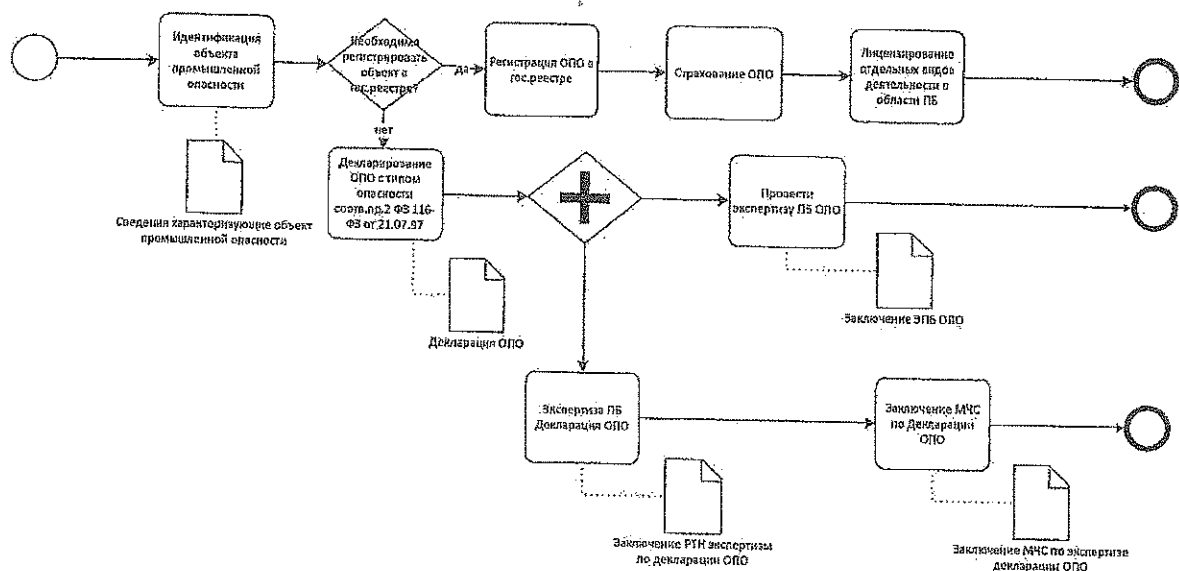 Идентификация
объекта
промышленной
опасности
Необходимо
регистрировать
объект в
гос.реестре?
да
Регистрация ОПО в
гос.реестре
Страхование ОПО
Лицензирование
отдельных видов
деятельности в
области ПБ
нет
Сведения характеризующие объект
промышленной опасности
Декларирование
ОПО с типом
опасности
соотв.пр.2 ФЗ 116-
ФЗ от 21.07.97
Декларация ОПО
Провести
экспертизу ПБ ОПО
Заключение ЭПБ ОПО
Экспертиза ПБ
Декларация ОПО
Заключение РТН экспертизы
по декларации ОПО
Заключение МЧС
по Декларации
ОПО
Заключение МЧС по экспертизе
декларации ОПО